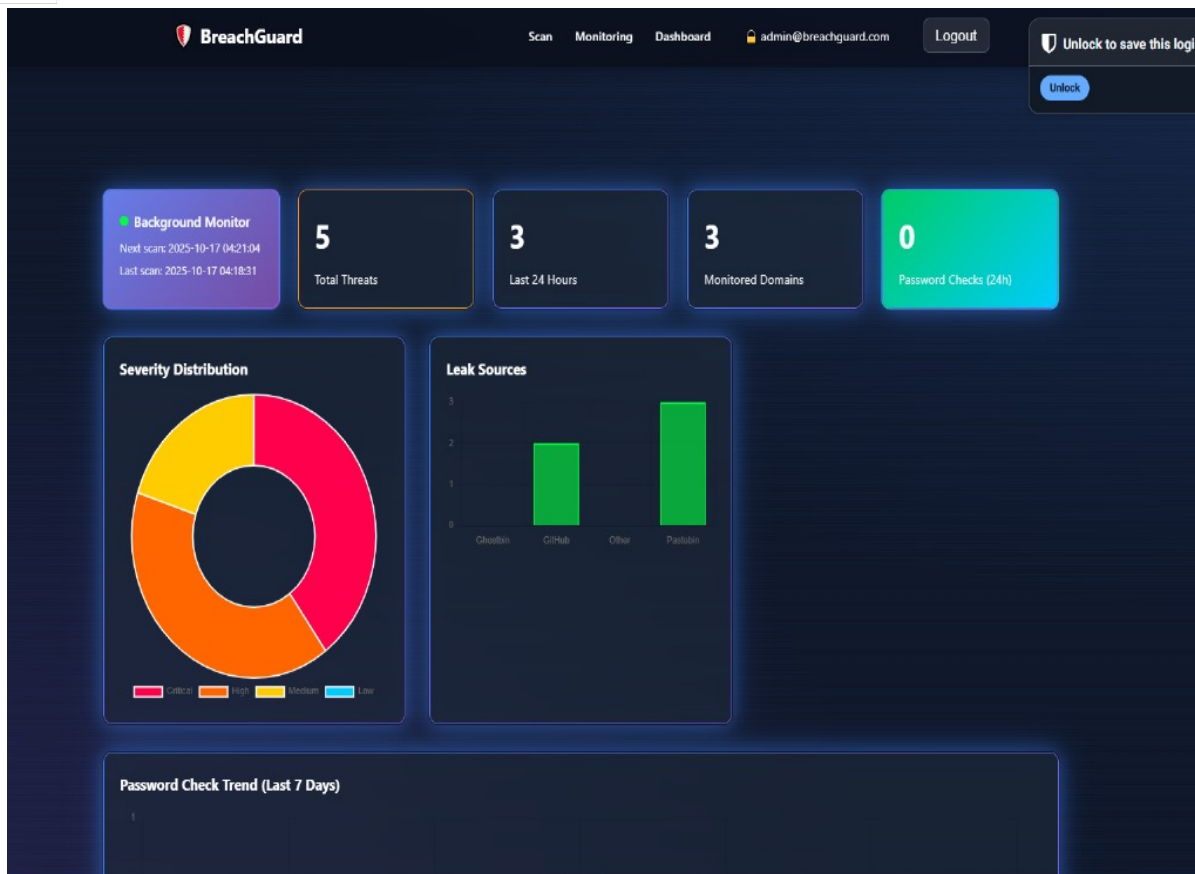 BreachGuard
Scan Monitoring Dashboard admin@breachguard.com Logout
Unlock to save this logi
Unlock
Background Monitor
Next scan: 2025-10-17 04:21:04
Last scan: 2025-10-17 04:18:31
5
Total Threats
3
Last 24 Hours
3
Monitored Domains
0
Password Checks (24h)
Severity Distribution
Critical High Medium Low
Leak Sources
3
2
1
0
Ghostbin GitHub Other Pastebin
Password Check Trend (Last 7 Days)
1